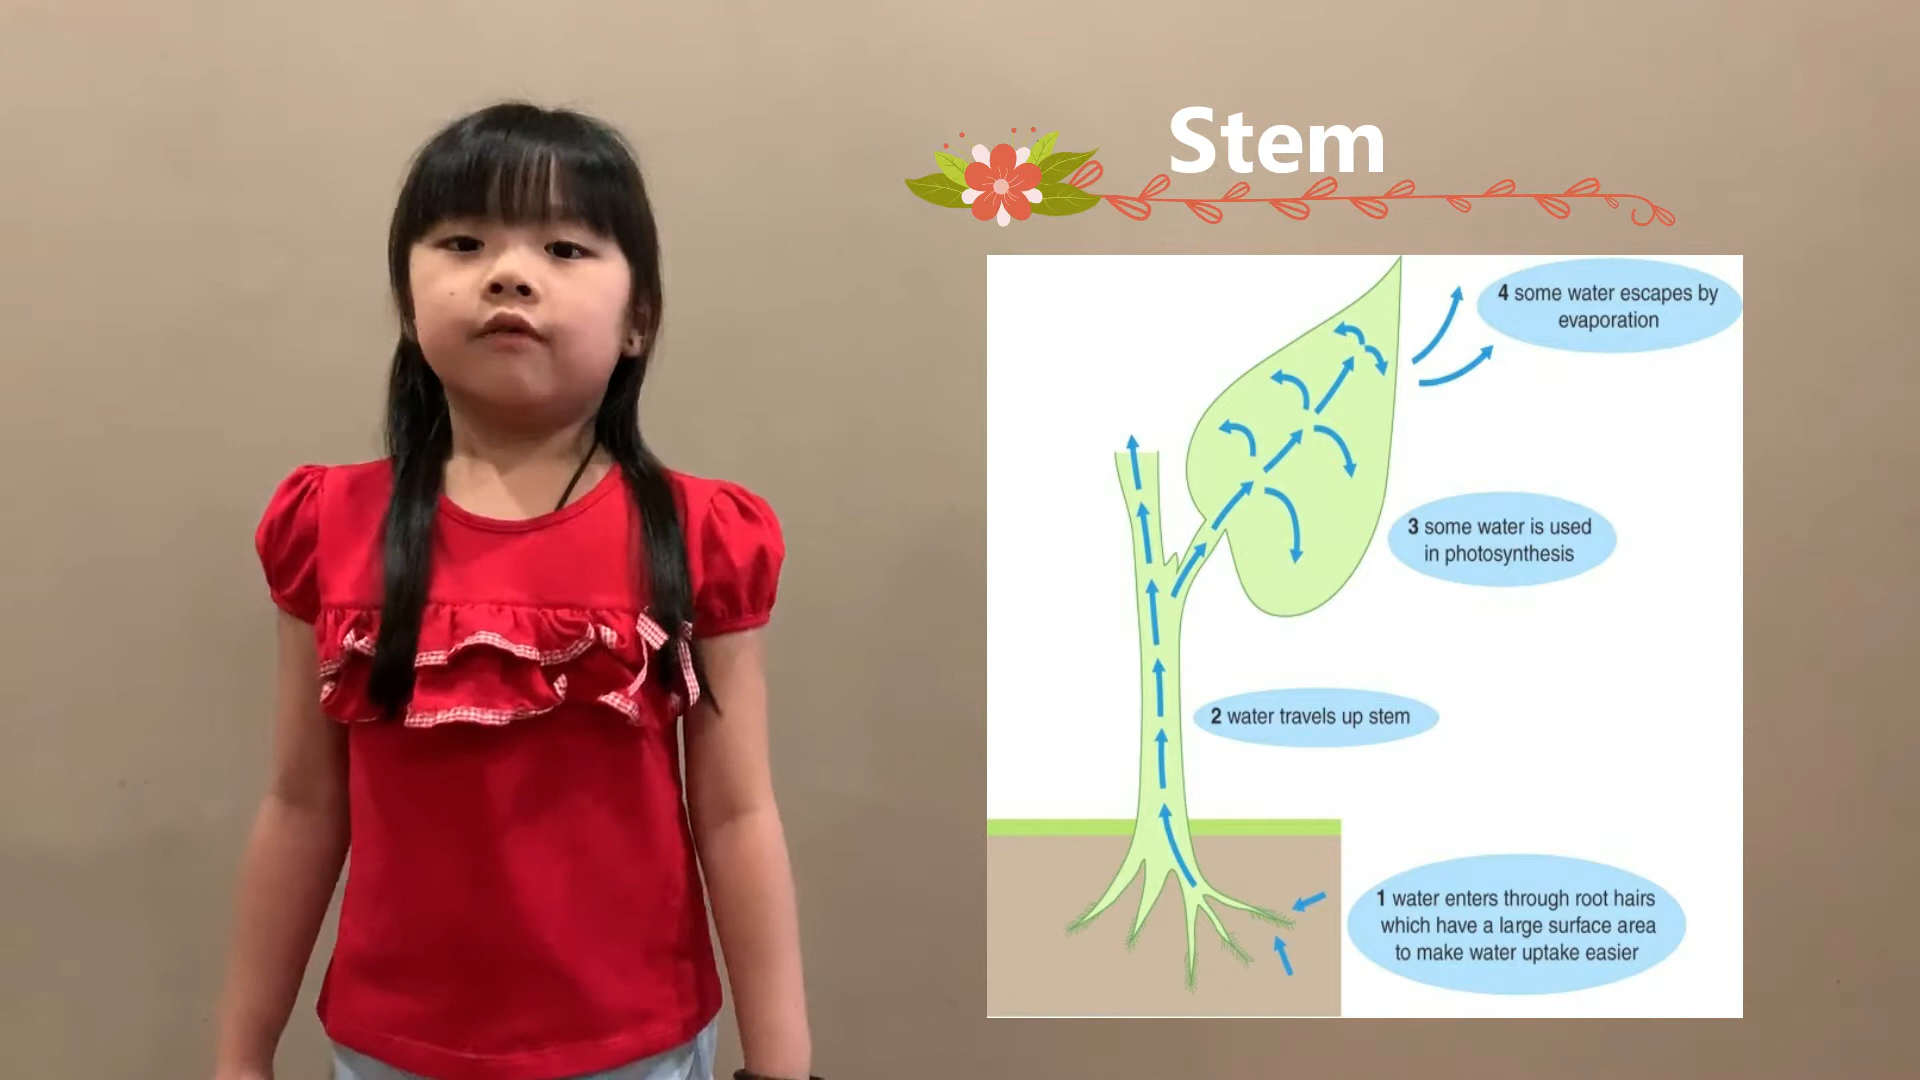 Stem
4 some water escapes by
evaporation
3 some water is used
in photosynthesis
2 water travels up stem
1 water enters through root hairs
which have a large surface area
to make water uptake easier